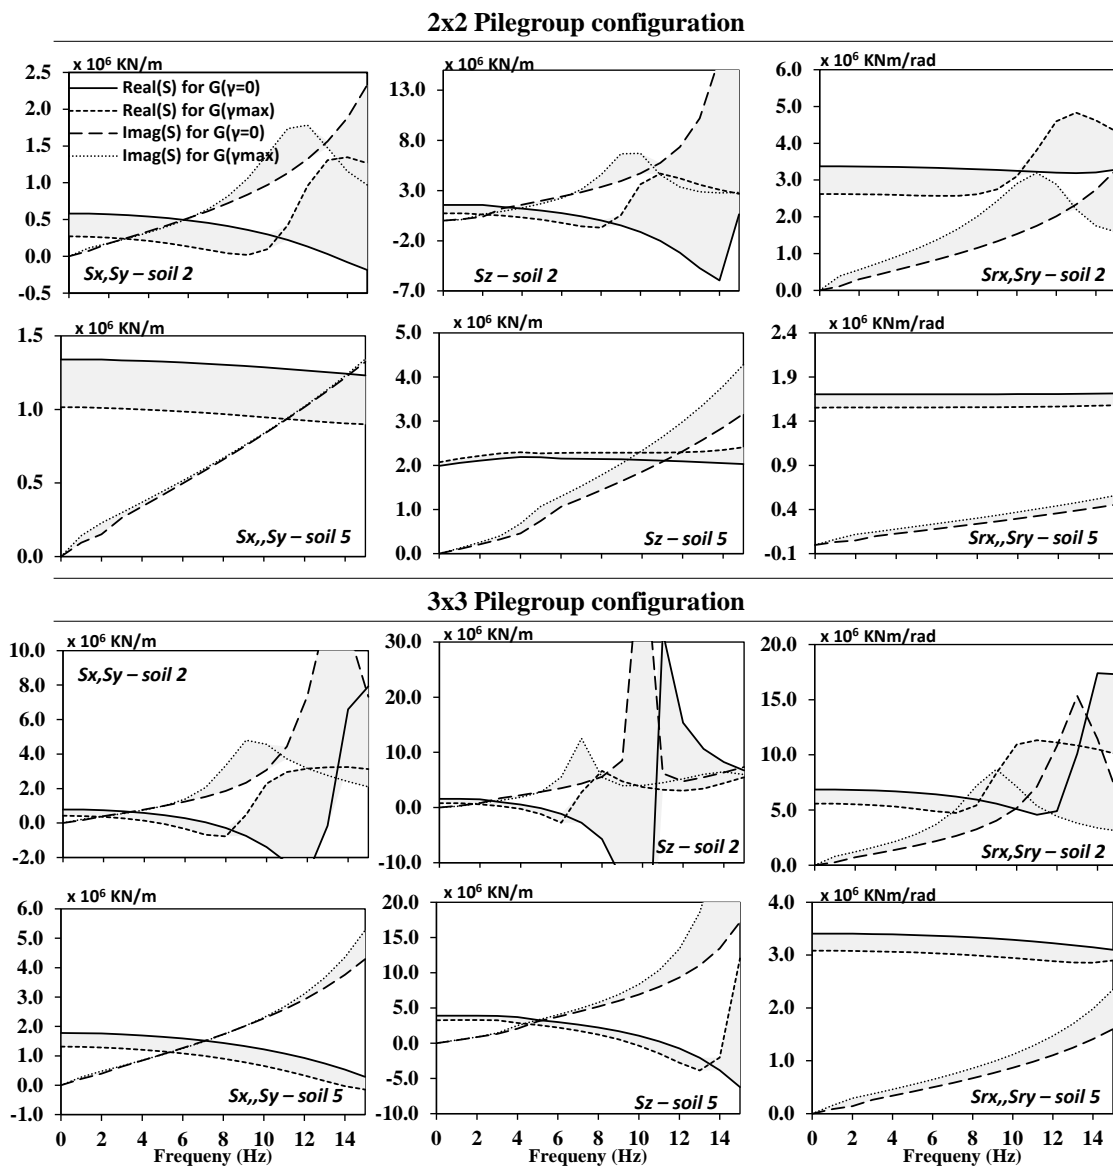 2x2 Pilegroup configuration
x 10⁶ KN/m
2.5
2.0
1.5
1.0
0.5
0.0
-0.5
Real(S) for G(γ=0)
Real(S) for G(γmax)
Imag(S) for G(γ=0)
Imag(S) for G(γmax)
Sx,Sy – soil 2
x 10⁶ KN/m
13.0
8.0
3.0
-2.0
-7.0
Sz – soil 2
x 10⁶ KNm/rad
6.0
5.0
4.0
3.0
2.0
1.0
0.0
Srx,Sry – soil 2
x 10⁶ KN/m
1.5
1.0
0.5
0.0
Sx,,Sy – soil 5
x 10⁶ KN/m
5.0
4.0
3.0
2.0
1.0
0.0
Sz – soil 5
x 10⁶ KNm/rad
2.4
1.9
1.4
0.9
0.4
-0.1
Srx,,Sry – soil 5
3x3 Pilegroup configuration
x 10⁶ KN/m
10.0
8.0
6.0
4.0
2.0
0.0
-2.0
Sx,Sy – soil 2
x 10⁶ KN/m
30.0
20.0
10.0
0.0
-10.0
Sz – soil 2
x 10⁶ KNm/rad
20.0
15.0
10.0
5.0
0.0
Srx,Sry – soil 2
x 10⁶ KN/m
6.0
5.0
4.0
3.0
2.0
1.0
0.0
-1.0
Sx,,Sy – soil 5
0 2 4 6 8 10 12 14
Frequeny (Hz)
x 10⁶ KN/m
20.0
15.0
10.0
5.0
0.0
-5.0
-10.0
Sz – soil 5
0 2 4 6 8 10 12 14
Frequeny (Hz)
x 10⁶ KNm/rad
4.0
3.0
2.0
1.0
0.0
Srx,,Sry – soil 5
0 2 4 6 8 10 12 14
Frequeny (Hz)